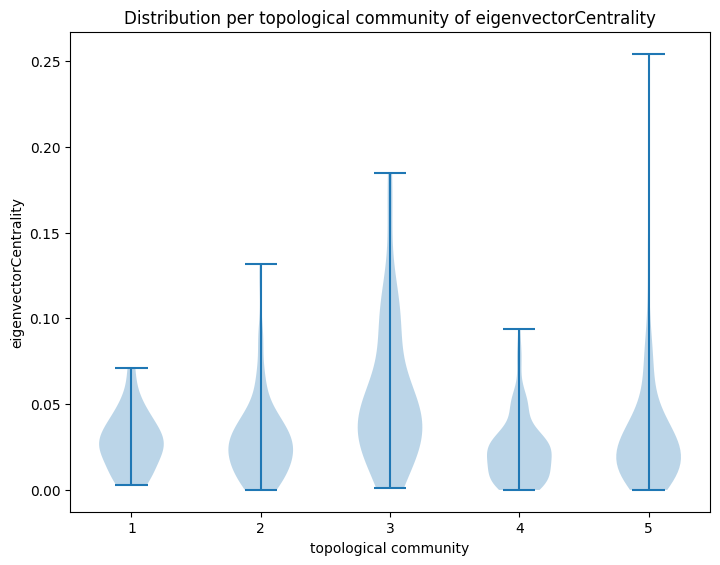 Distribution per topological community of eigenvectorCentrality
eigenvectorCentrality
0.25
0.20
0.15
0.10
0.05
0.00
1 2 3 4 5
topological community